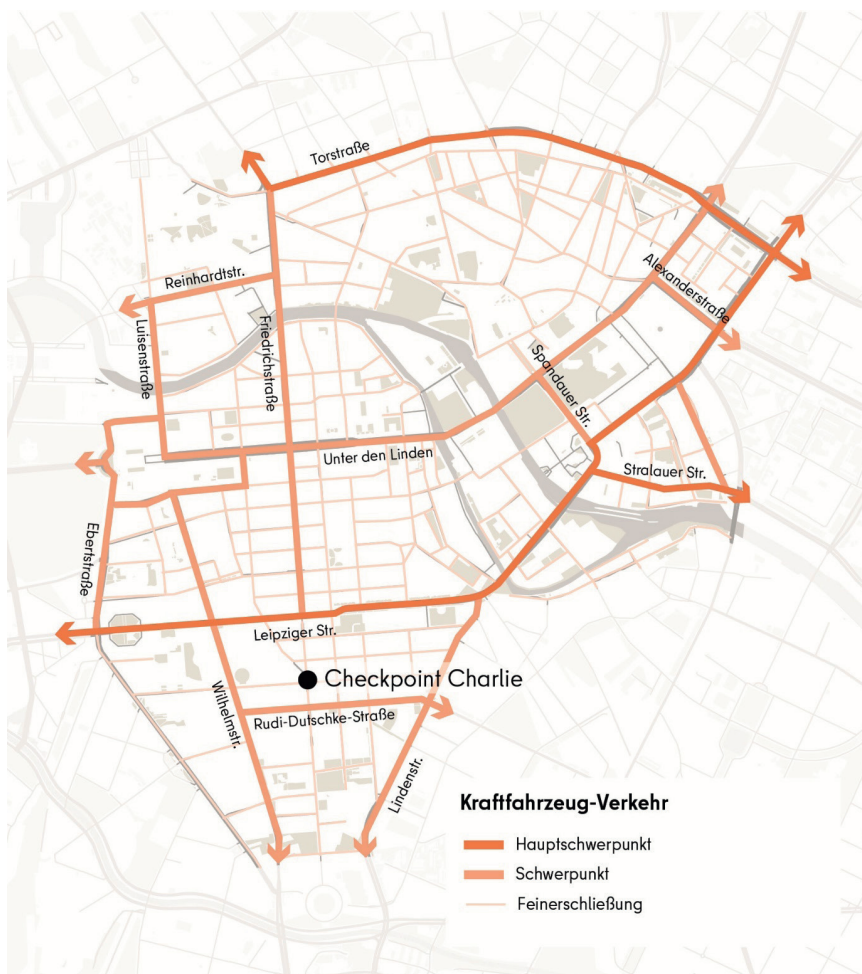 Torstraße
Reinhardtstr.
Alexanderstraße
Luisenstraße
Friedrichstraße
Spandauer Str.
Unter den Linden
Stralauer Str.
Ebertstraße
Leipziger Str.
Checkpoint Charlie
Wilhelmstr.
Rudi-Dutschke-Straße
Lindenstr.
Kraftfahrzeug-Verkehr
Hauptschwerpunkt
Schwerpunkt
Feinerschließung